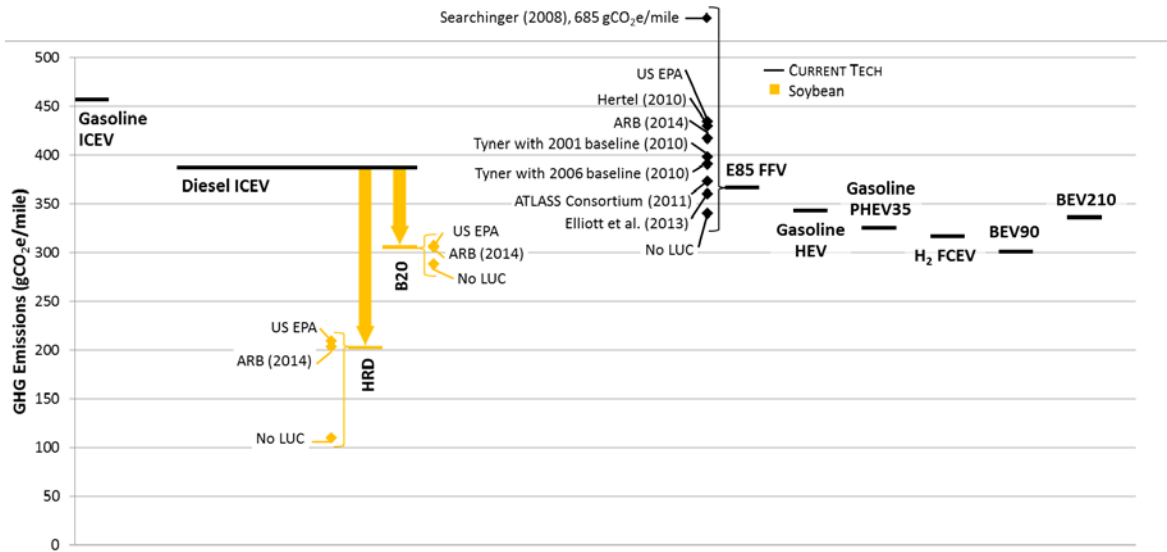 Searchinger (2008), 685 gCO₂e/mile
500
450
400
350
300
250
200
150
100
50
0
GHG Emissions (gCO₂e/mile)
Gasoline
ICEV
Diesel ICEV
US EPA
ARB (2014)
No LUC
HRD
B20
US EPA
ARB (2014)
No LUC
US EPA
Hertel (2010)
ARB (2014)
Tyner with 2001 baseline (2010)
Tyner with 2006 baseline (2010)
ATLASS Consortium (2011)
Elliott et al. (2013)
No LUC
CURRENT TECH
Soybean
E85 FFV
Gasoline
HEV
Gasoline
PHEV35
H₂ FCEV
BEV90
BEV210